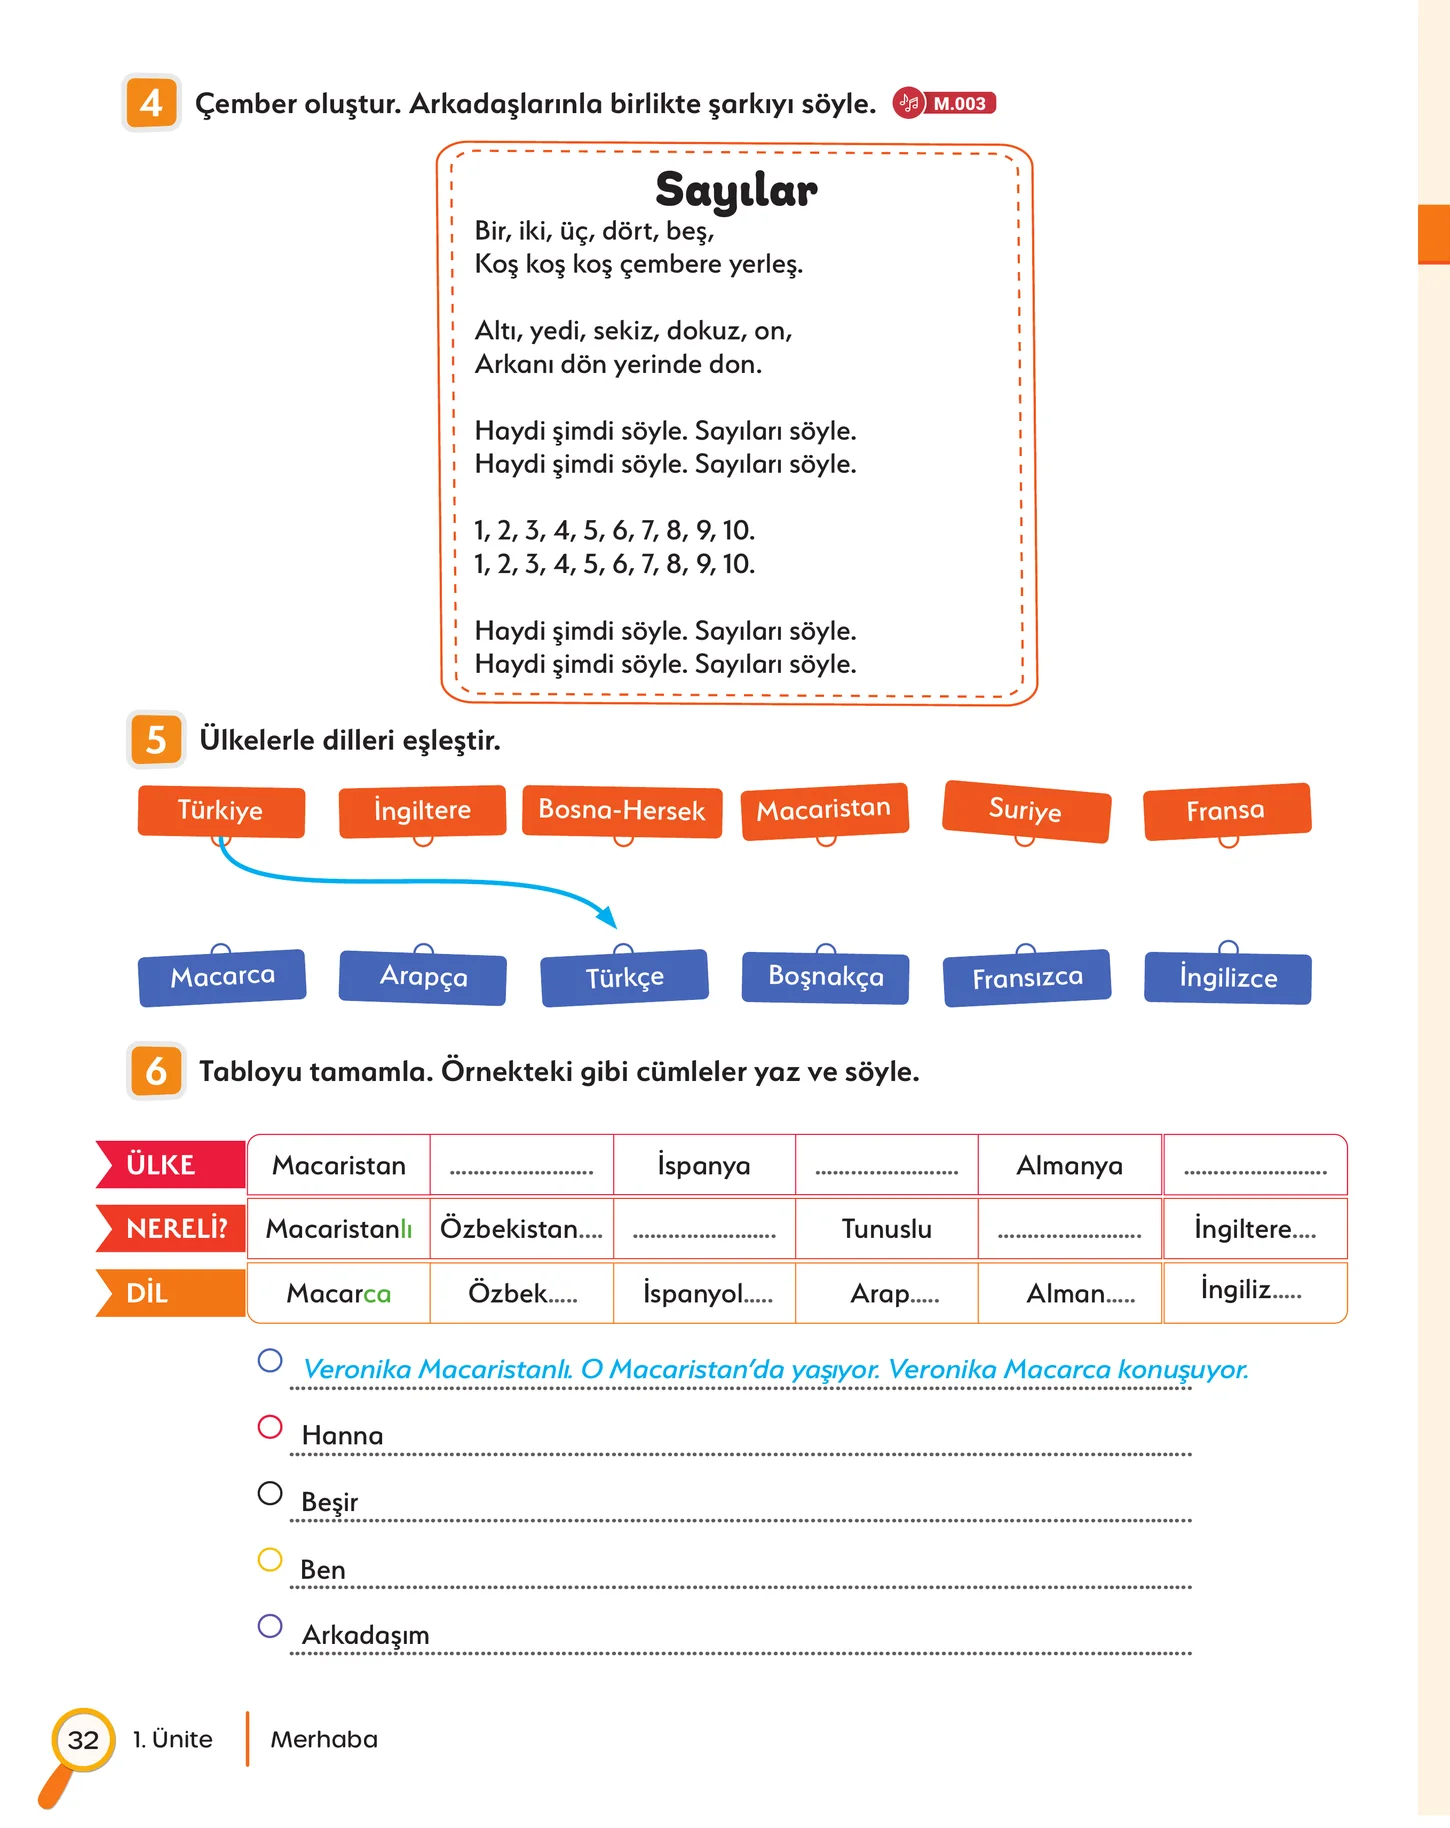 4 Çember oluştur. Arkadaşlarınla birlikte şarkıyı söyle. M.003
Sayılar
Bir, iki, üç, dört, beş,
Koş koş koş çembere yerleş.
Altı, yedi, sekiz, dokuz, on,
Arkanı dön yerinde don.
Haydi şimdi söyle. Sayıları söyle.
Haydi şimdi söyle. Sayıları söyle.
1, 2, 3, 4, 5, 6, 7, 8, 9, 10.
1, 2, 3, 4, 5, 6, 7, 8, 9, 10.
Haydi şimdi söyle. Sayıları söyle.
Haydi şimdi söyle. Sayıları söyle.
5 Ülkelerle dilleri eşleştir.
Türkiye İngiltere Bosna-Hersek Macaristan Suriye Fransa
Macarca Arapça Türkçe Boşnakça Fransızca İngilizce
6 Tabloyu tamamla. Örnekteki gibi cümleler yaz ve söyle.
ÜLKE Macaristan ......................... İspanya ......................... Almanya .........................
NERELİ? Macaristanlı Özbekistan.... ......................... Tunuslu ......................... İngiltere....
DİL Macarca Özbek..... İspanyol..... Arap..... Alman..... İngiliz.....
Veronika Macaristanlı. O Macaristan'da yaşıyor. Veronika Macarca konuşuyor.
Hanna
Beşir
Ben
Arkadaşım
32 1. Ünite Merhaba